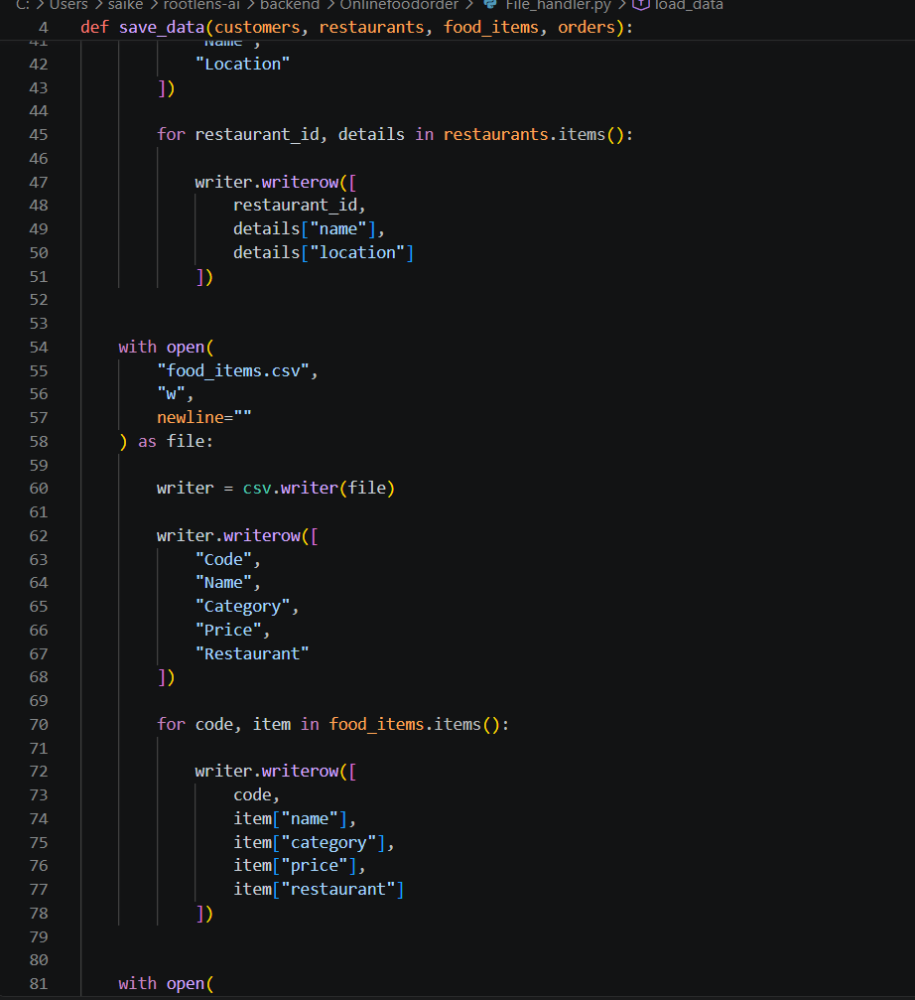 C: > Users > saike > rootlens-ai > backend > Onlinefoodorder > File_handler.py > load_data
4 def save_data(customers, restaurants, food_items, orders):
41 "Name",
42 "Location"
43 ])
44
45 for restaurant_id, details in restaurants.items():
46
47 writer.writerow([
48 restaurant_id,
49 details["name"],
50 details["location"]
51 ])
52
53
54 with open(
55 "food_items.csv",
56 "w",
57 newline=""
58 ) as file:
59
60 writer = csv.writer(file)
61
62 writer.writerow([
63 "Code",
64 "Name",
65 "Category",
66 "Price",
67 "Restaurant"
68 ])
69
70 for code, item in food_items.items():
71
72 writer.writerow([
73 code,
74 item["name"],
75 item["category"],
76 item["price"],
77 item["restaurant"]
78 ])
79
80
81 with open(